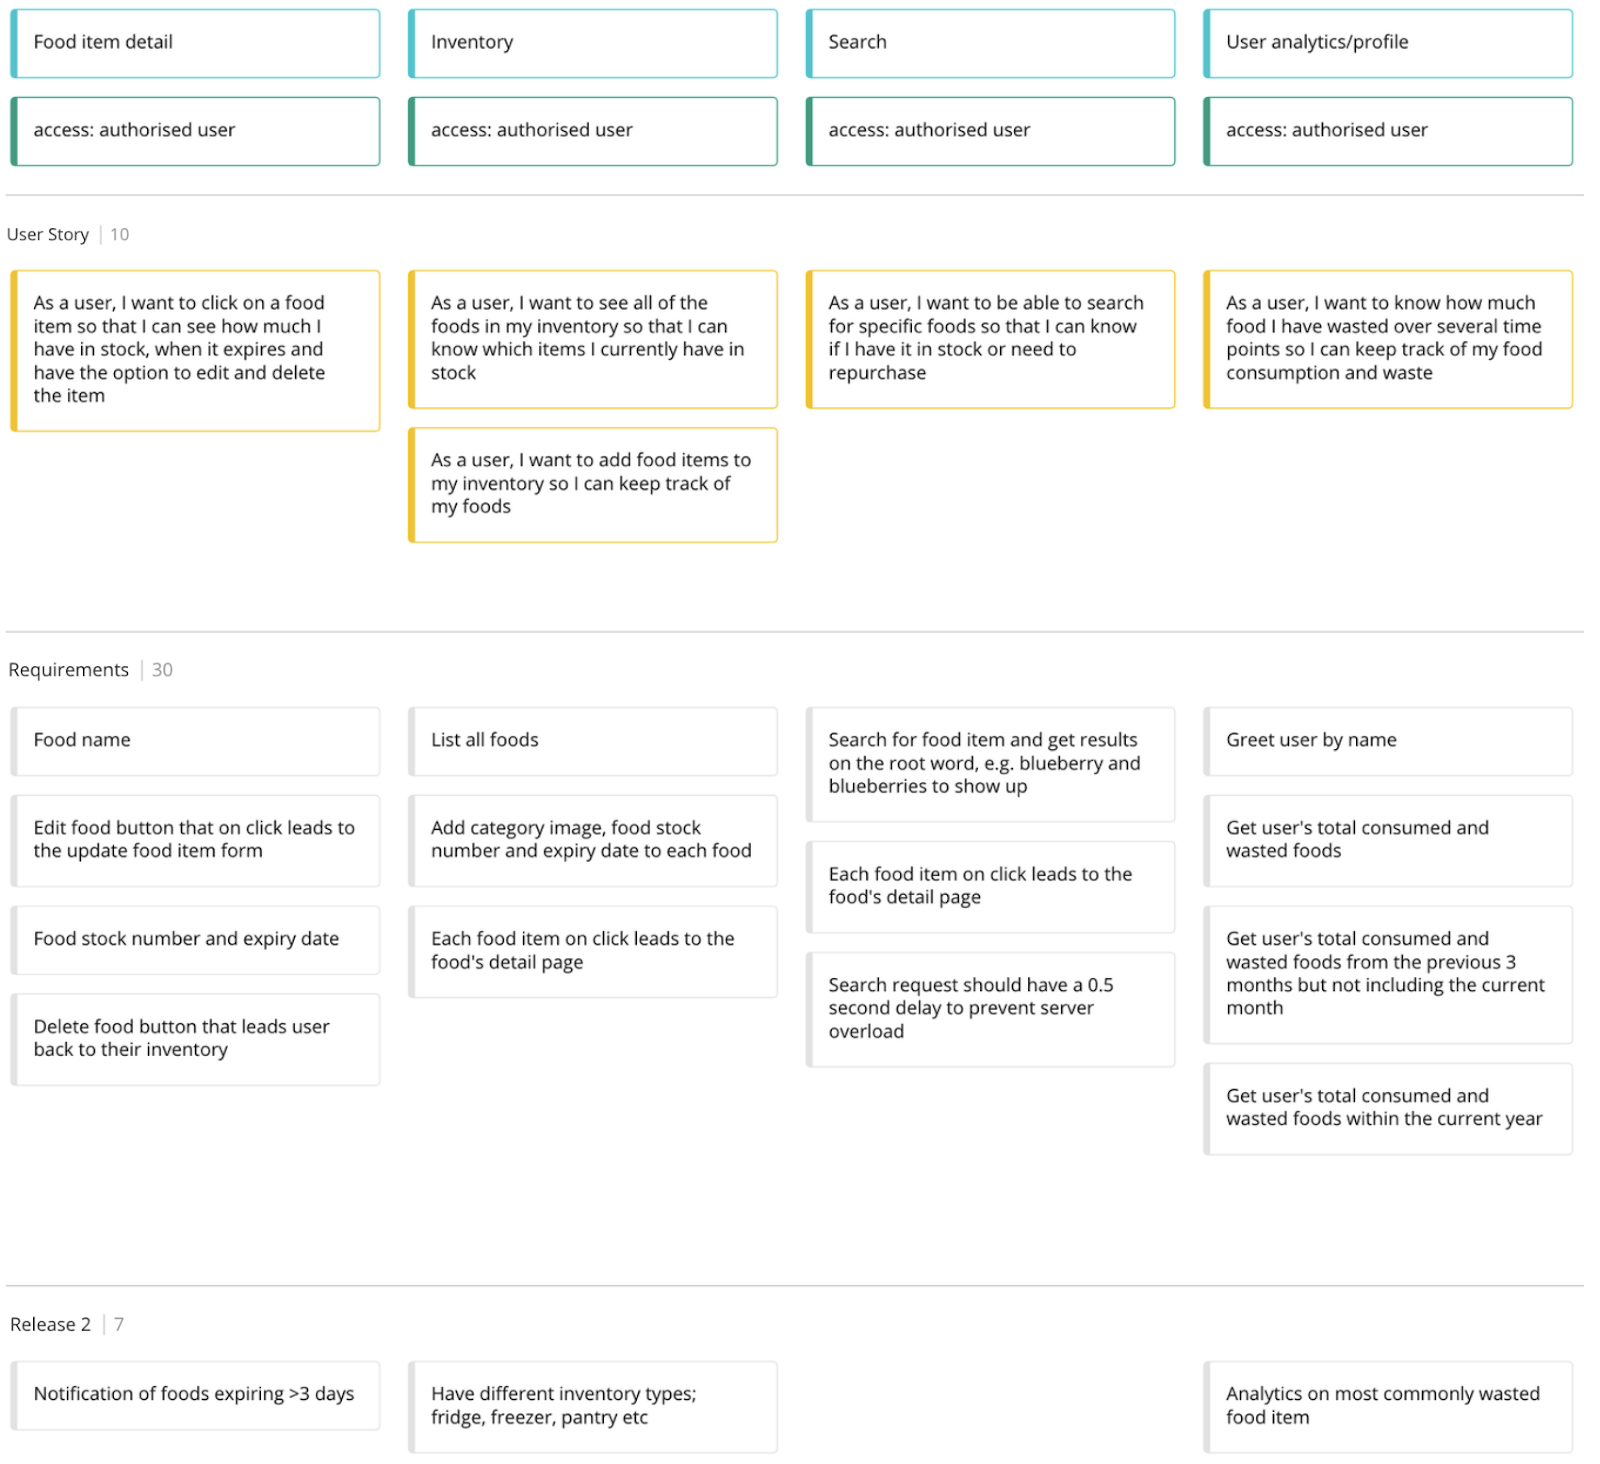 Food item detail
Inventory
Search
User analytics/profile
access: authorised user
access: authorised user
access: authorised user
access: authorised user
User Story | 10
As a user, I want to click on a food
item so that I can see how much I
have in stock, when it expires and
have the option to edit and delete
the item
As a user, I want to see all of the
foods in my inventory so that I can
know which items I currently have in
stock
As a user, I want to add food items to
my inventory so I can keep track of
my foods
As a user, I want to be able to search
for specific foods so that I can know
if I have it in stock or need to
repurchase
As a user, I want to know how much
food I have wasted over several time
points so I can keep track of my food
consumption and waste
Requirements | 30
Food name
Edit food button that on click leads to
the update food item form
Food stock number and expiry date
Delete food button that leads user
back to their inventory
List all foods
Add category image, food stock
number and expiry date to each food
Each food item on click leads to the
food's detail page
Search for food item and get results
on the root word, e.g. blueberry and
blueberries to show up
Each food item on click leads to the
food's detail page
Search request should have a 0.5
second delay to prevent server
overload
Greet user by name
Get user's total consumed and
wasted foods
Get user's total consumed and
wasted foods from the previous 3
months but not including the current
month
Get user's total consumed and
wasted foods within the current year
Release 2 | 7
Notification of foods expiring >3 days
Have different inventory types;
fridge, freezer, pantry etc
Analytics on most commonly wasted
food item